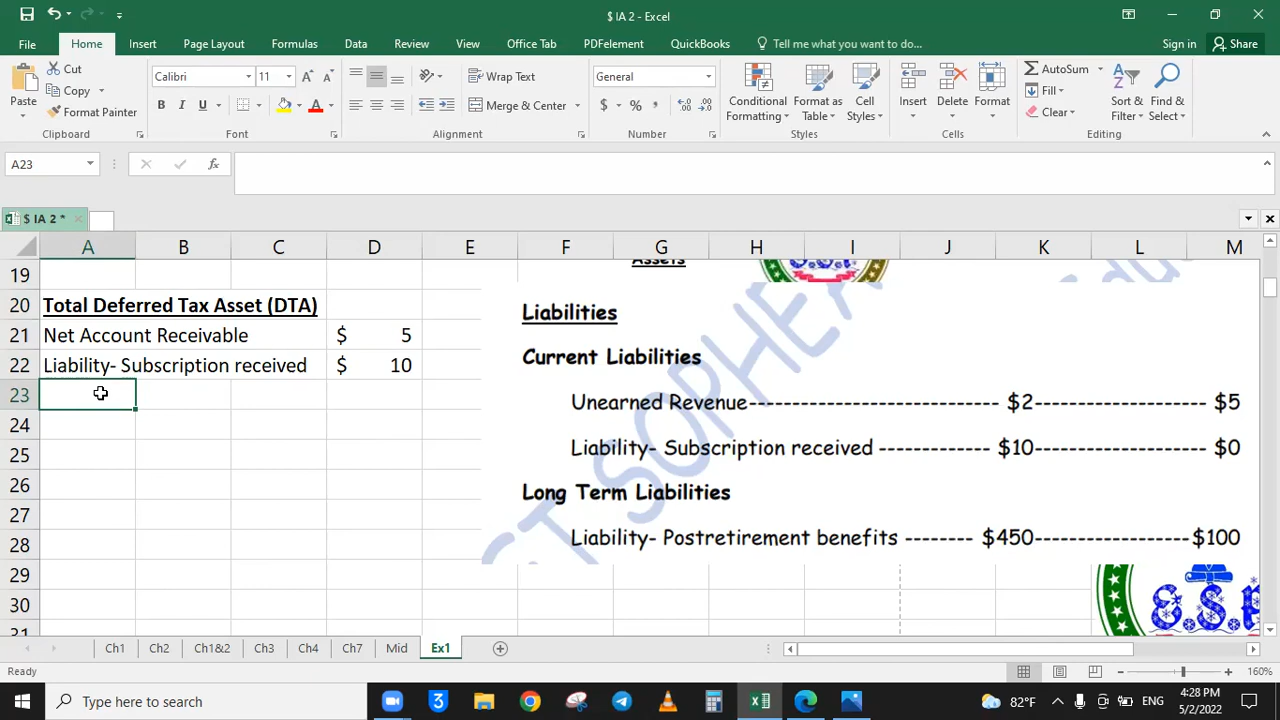 $ IA 2 - Excel
File Home Insert Page Layout Formulas Data Review View Office Tab PDFelement QuickBooks Tell me what you want to do... Sign in Share
Cut
Copy
Format Painter
Paste
Clipboard
Calibri 11
B I U
Font
Wrap Text
Merge & Center
Alignment
General
$ % ,
Number
Conditional Formatting
Format as Table
Cell Styles
Styles
Insert
Delete
Format
Cells
AutoSum
Fill
Clear
Sort & Filter
Find & Select
Editing
A23
fx
$ IA 2 *
A B C D E F G H I J K L M
19 Assets
20 Total Deferred Tax Asset (DTA)
21 Net Account Receivable $ 5
22 Liability- Subscription received $ 10
23
24
25
26
27
28
29
30
31
Liabilities
Current Liabilities
Unearned Revenue---------------------------------- $2------------------- $5
Liability- Subscription received ------------- $10------------------- $0
Long Term Liabilities
Liability- Postretirement benefits -------- $450-------------------$100
Ch1 Ch2 Ch1&2 Ch3 Ch4 Ch7 Mid Ex1
Ready
160%
Type here to search
82°F
ENG
4:28 PM
5/2/2022